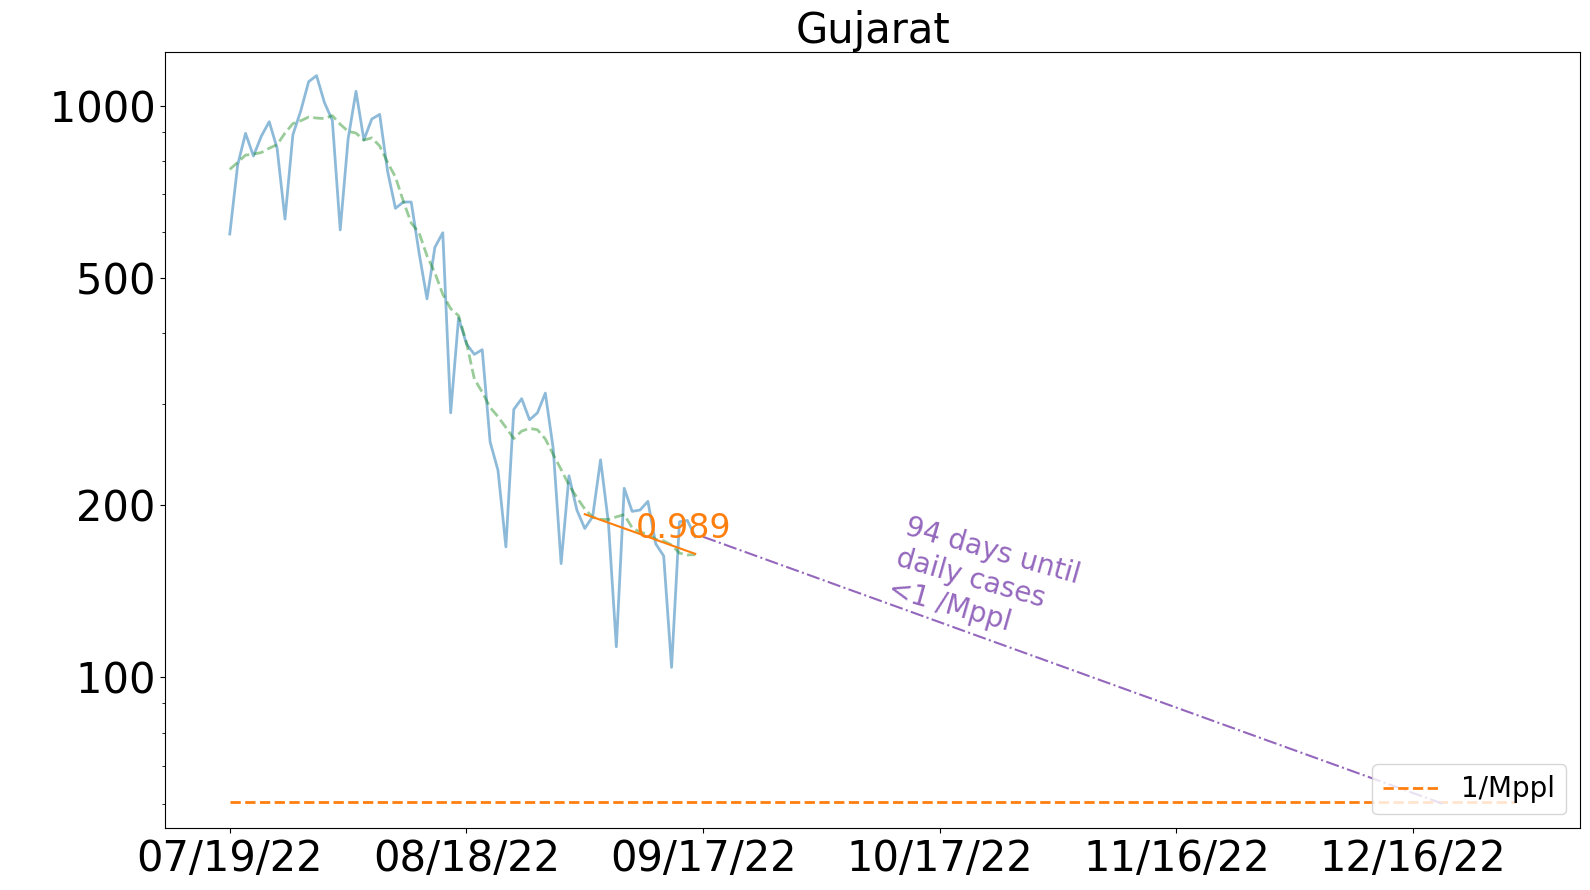 Gujarat
1000
500
200
100
0.989
94 days until
daily cases
<1 /Mppl
1/Mppl
07/19/22
08/18/22
09/17/22
10/17/22
11/16/22
12/16/22